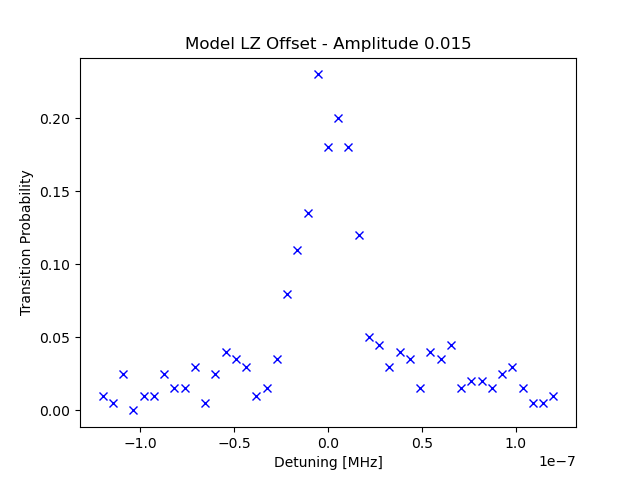 Model LZ Offset - Amplitude 0.015
0.20
0.15
0.10
0.05
0.00
Transition Probability
−1.0 −0.5 0.0 0.5 1.0
1e−7
Detuning [MHz]